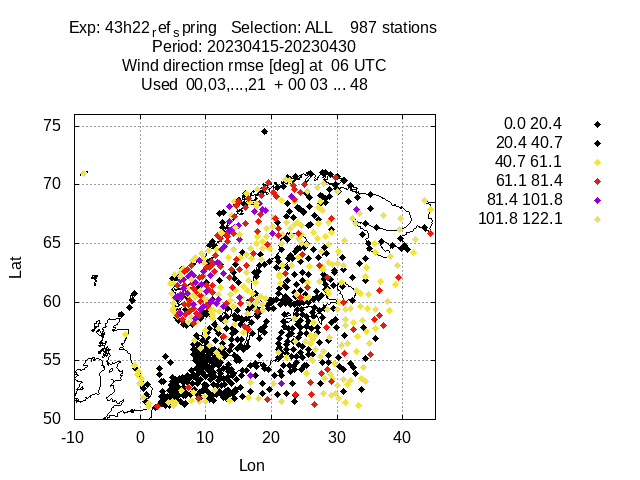 Exp: 43h22ref spring Selection: ALL 987 stations
Period: 20230415-20230430
Wind direction rmse [deg] at 06 UTC
Used 00,03,...,21 + 00 03 ... 48
0.0 20.4
20.4 40.7
40.7 61.1
61.1 81.4
81.4 101.8
101.8 122.1
75
70
65
60
55
50
Lat
-10 0 10 20 30 40
Lon